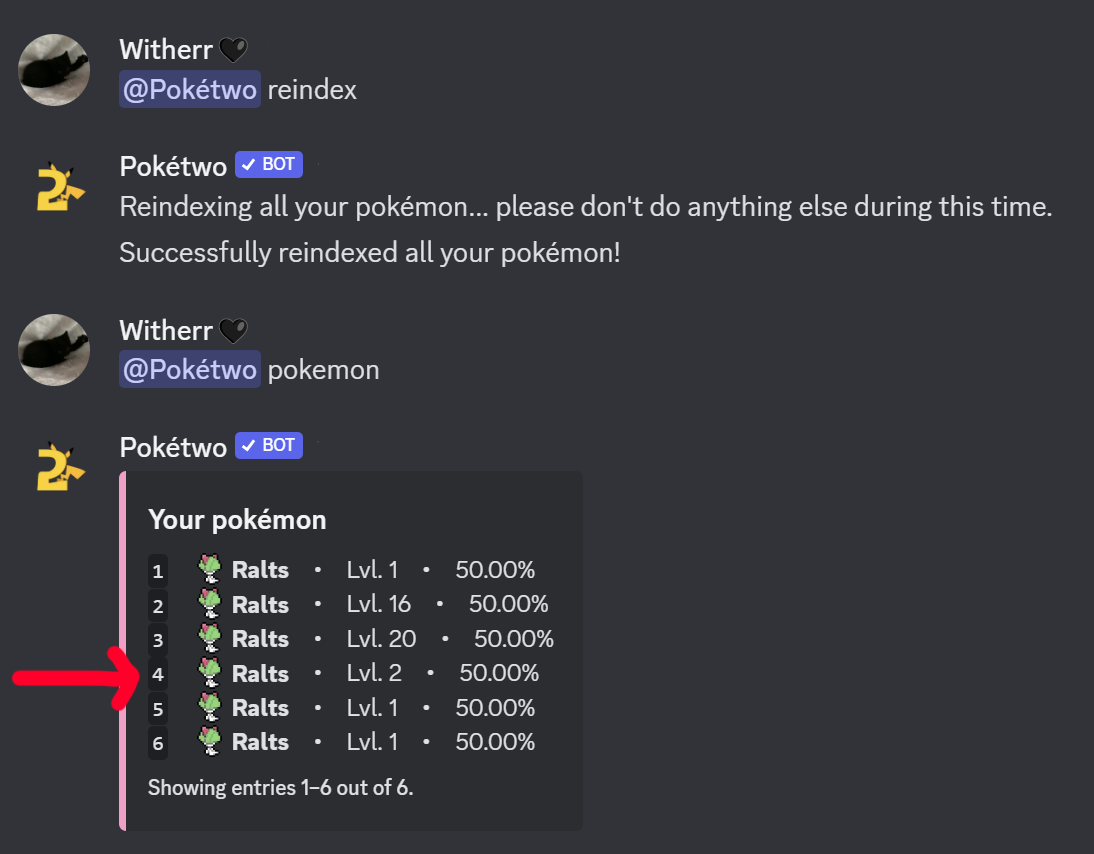 Witherr🖤
@Pokétwo reindex
Pokétwo ✓ BOT
Reindexing all your pokémon... please don't do anything else during this time.
Successfully reindexed all your pokémon!
Witherr🖤
@Pokétwo pokemon
Pokétwo ✓ BOT
Your pokémon
1 Ralts • Lvl. 1 • 50.00%
2 Ralts • Lvl. 16 • 50.00%
3 Ralts • Lvl. 20 • 50.00%
4 Ralts • Lvl. 2 • 50.00%
5 Ralts • Lvl. 1 • 50.00%
6 Ralts • Lvl. 1 • 50.00%
Showing entries 1–6 out of 6.